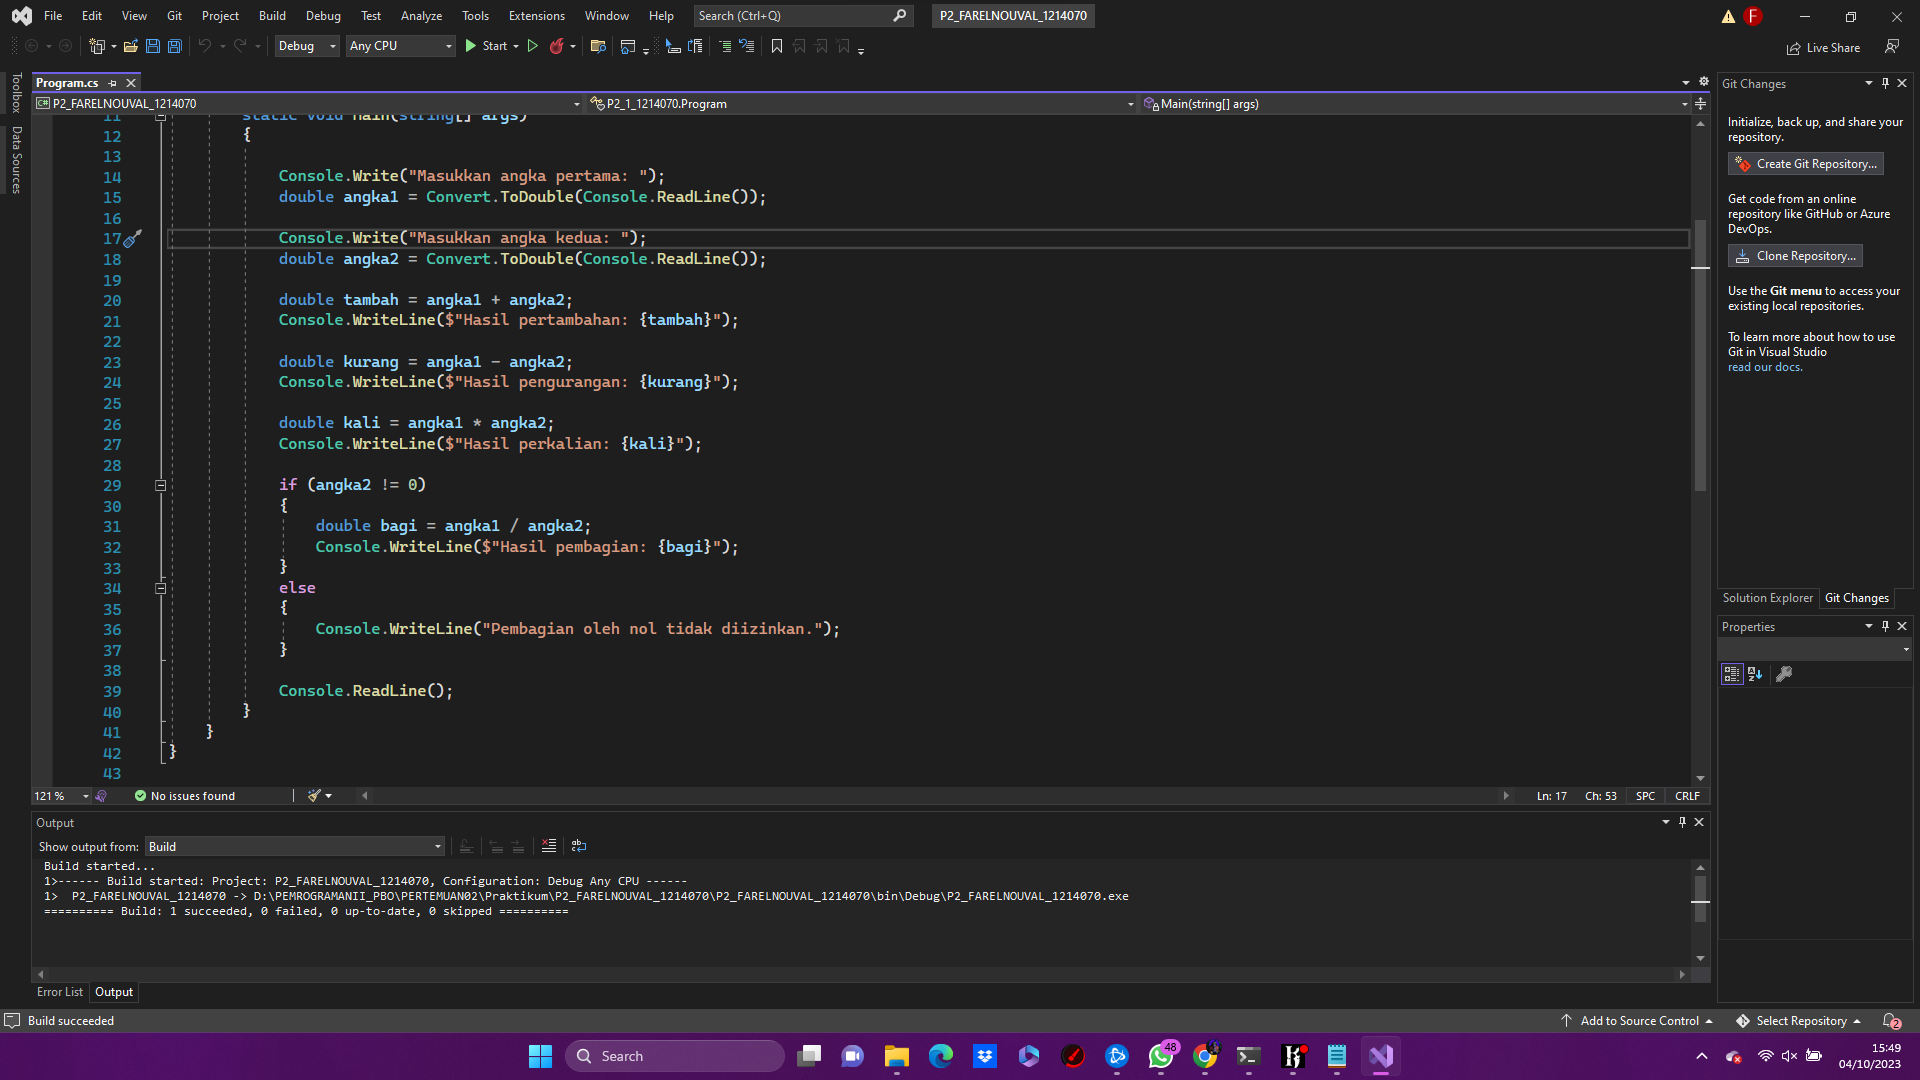 File Edit View Git Project Build Debug Test Analyze Tools Extensions Window Help Search (Ctrl+Q) P2_FARELNOUVAL_1214070 F
Debug Any CPU Start Live Share
Toolbox
Data Sources
Program.cs
P2_FARELNOUVAL_1214070 P2_1_1214070.Program Main(string[] args)
11 static void Main(string[] args)
12 {
13
14 Console.Write("Masukkan angka pertama: ");
15 double angka1 = Convert.ToDouble(Console.ReadLine());
16
17 Console.Write("Masukkan angka kedua: ");
18 double angka2 = Convert.ToDouble(Console.ReadLine());
19
20 double tambah = angka1 + angka2;
21 Console.WriteLine($"Hasil pertambahan: {tambah}");
22
23 double kurang = angka1 - angka2;
24 Console.WriteLine($"Hasil pengurangan: {kurang}");
25
26 double kali = angka1 * angka2;
27 Console.WriteLine($"Hasil perkalian: {kali}");
28
29 if (angka2 != 0)
30 {
31 double bagi = angka1 / angka2;
32 Console.WriteLine($"Hasil pembagian: {bagi}");
33 }
34 else
35 {
36 Console.WriteLine("Pembagian oleh nol tidak diizinkan.");
37 }
38
39 Console.ReadLine();
40 }
41 }
42 }
43
121 % No issues found Ln: 17 Ch: 53 SPC CRLF
Output
Show output from: Build
Build started...
1>------ Build started: Project: P2_FARELNOUVAL_1214070, Configuration: Debug Any CPU ------
1>  P2_FARELNOUVAL_1214070 -> D:\PEMROGRAMANII_PBO\PERTEMUAN02\Praktikum\P2_FARELNOUVAL_1214070\P2_FARELNOUVAL_1214070\bin\Debug\P2_FARELNOUVAL_1214070.exe
========== Build: 1 succeeded, 0 failed, 0 up-to-date, 0 skipped ==========
Error List Output
Git Changes
Initialize, back up, and share your
repository.
Create Git Repository...
Get code from an online
repository like GitHub or Azure
DevOps.
Clone Repository...
Use the Git menu to access your
existing local repositories.
To learn more about how to use
Git in Visual Studio
read our docs.
Solution Explorer Git Changes
Properties
Build succeeded Add to Source Control Select Repository 2
Search 48 15:49
04/10/2023